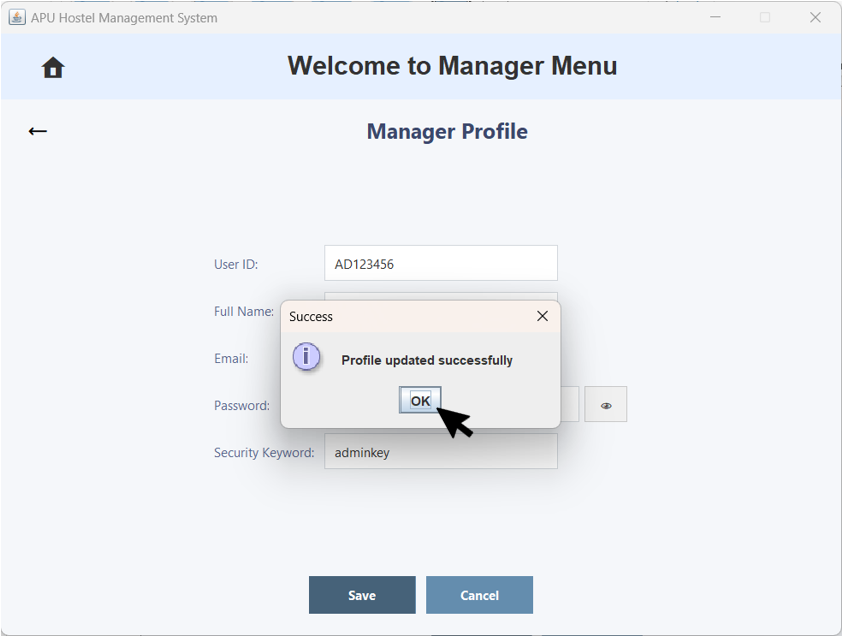 APU Hostel Management System
Welcome to Manager Menu
Manager Profile
User ID: AD123456
Full Name:
Success
Email:
Profile updated successfully
Password:
OK
Security Keyword: adminkey
Save Cancel